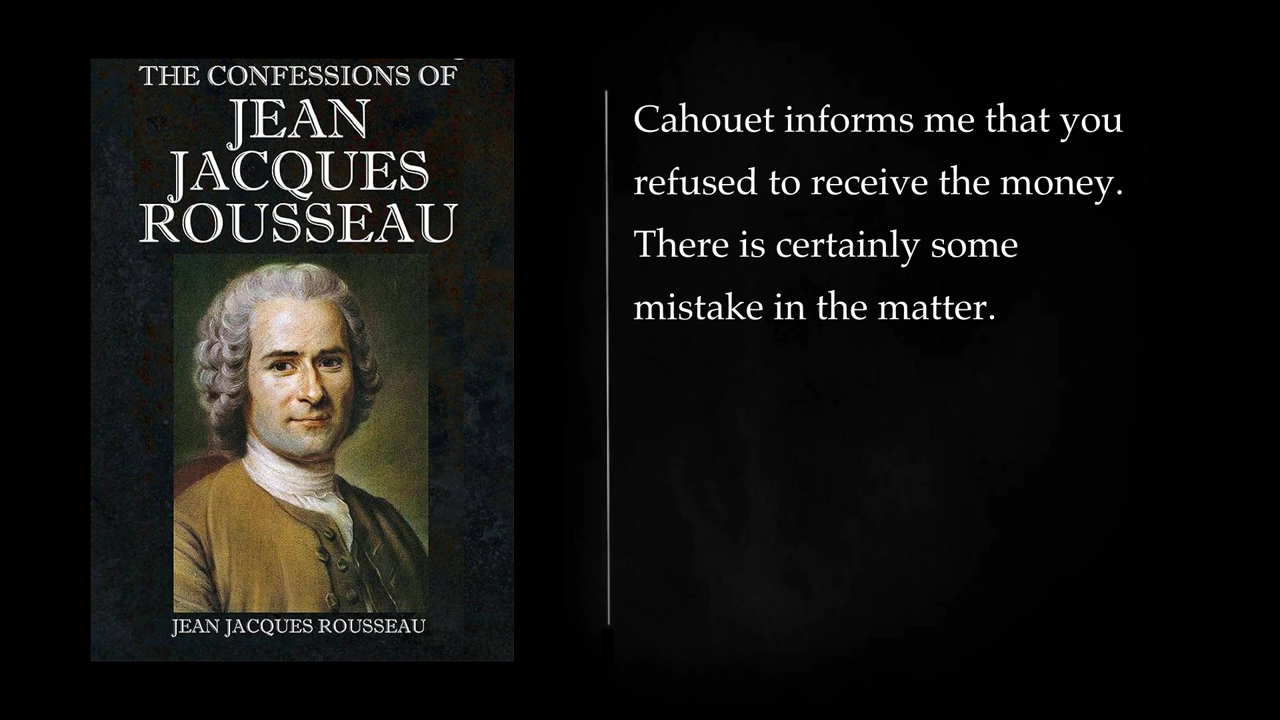 THE CONFESSIONS OF
JEAN
JACQUES
ROUSSEAU
JEAN JACQUES ROUSSEAU
Cahouet informs me that you
refused to receive the money.
There is certainly some
mistake in the matter.